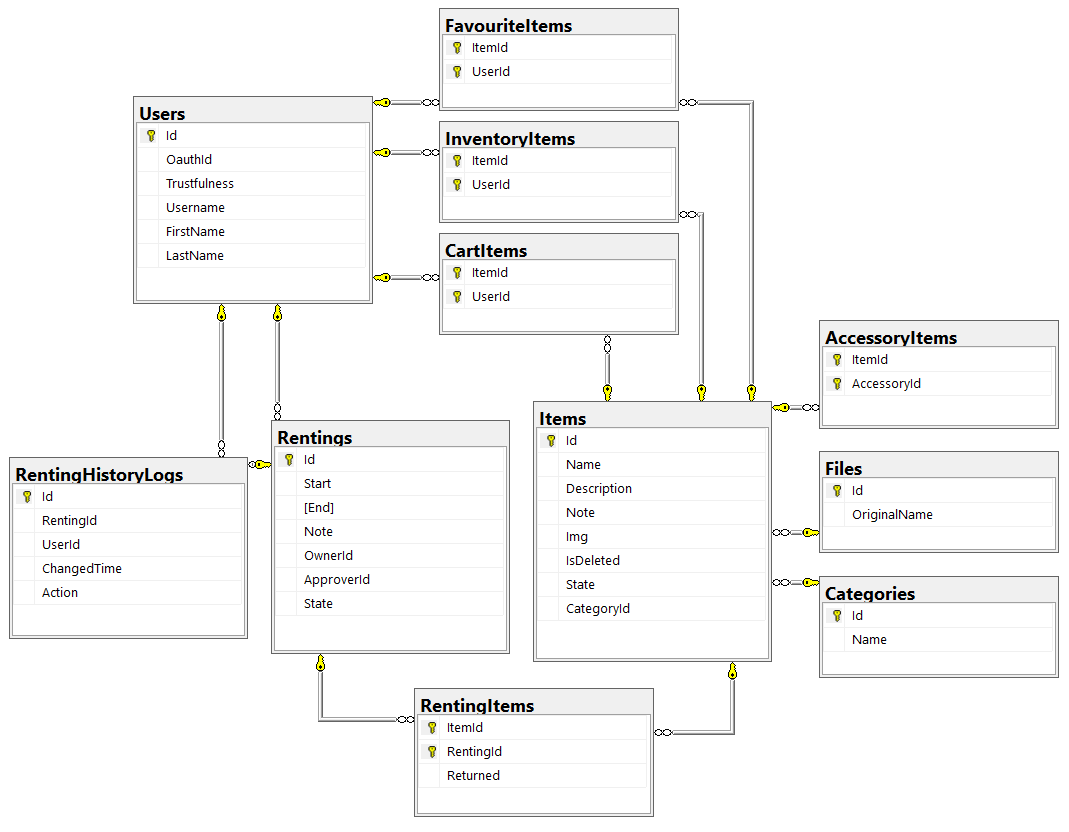 FavouriteItems
ItemId
UserId
Users
Id
OauthId
Trustfulness
Username
FirstName
LastName
InventoryItems
ItemId
UserId
CartItems
ItemId
UserId
AccessoryItems
ItemId
AccessoryId
Items
Id
Name
Description
Note
Img
IsDeleted
State
CategoryId
Rentings
Id
Start
[End]
Note
OwnerId
ApproverId
State
RentingHistoryLogs
Id
RentingId
UserId
ChangedTime
Action
Files
Id
OriginalName
Categories
Id
Name
RentingItems
ItemId
RentingId
Returned